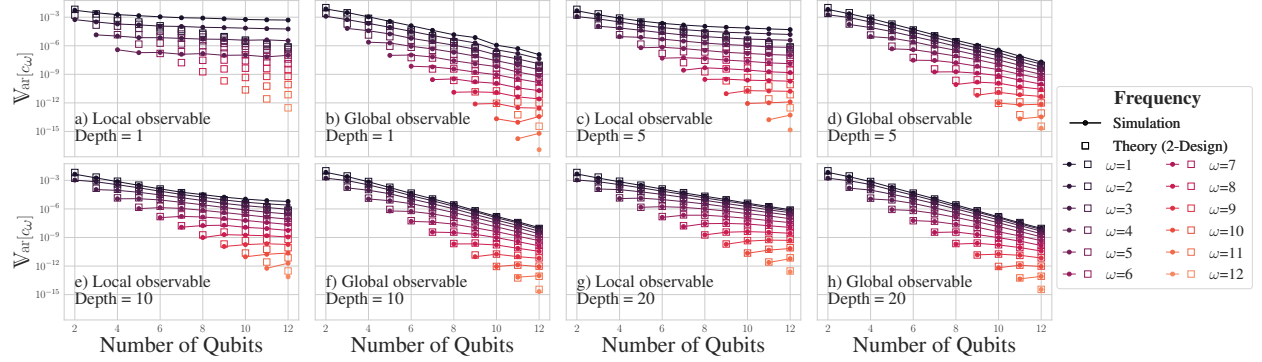 𝕍ar[cω]
10⁻³
10⁻⁶
10⁻⁹
10⁻¹²
10⁻¹⁵
a) Local observable
Depth = 1
b) Global observable
Depth = 1
c) Local observable
Depth = 5
d) Global observable
Depth = 5
𝕍ar[cω]
10⁻³
10⁻⁶
10⁻⁹
10⁻¹²
10⁻¹⁵
e) Local observable
Depth = 10
f) Global observable
Depth = 10
g) Local observable
Depth = 20
h) Global observable
Depth = 20
2 4 6 8 10 12
2 4 6 8 10 12
2 4 6 8 10 12
2 4 6 8 10 12
Number of Qubits
Number of Qubits
Number of Qubits
Number of Qubits
Frequency
Simulation
Theory (2-Design)
ω=1 ω=7
ω=2 ω=8
ω=3 ω=9
ω=4 ω=10
ω=5 ω=11
ω=6 ω=12